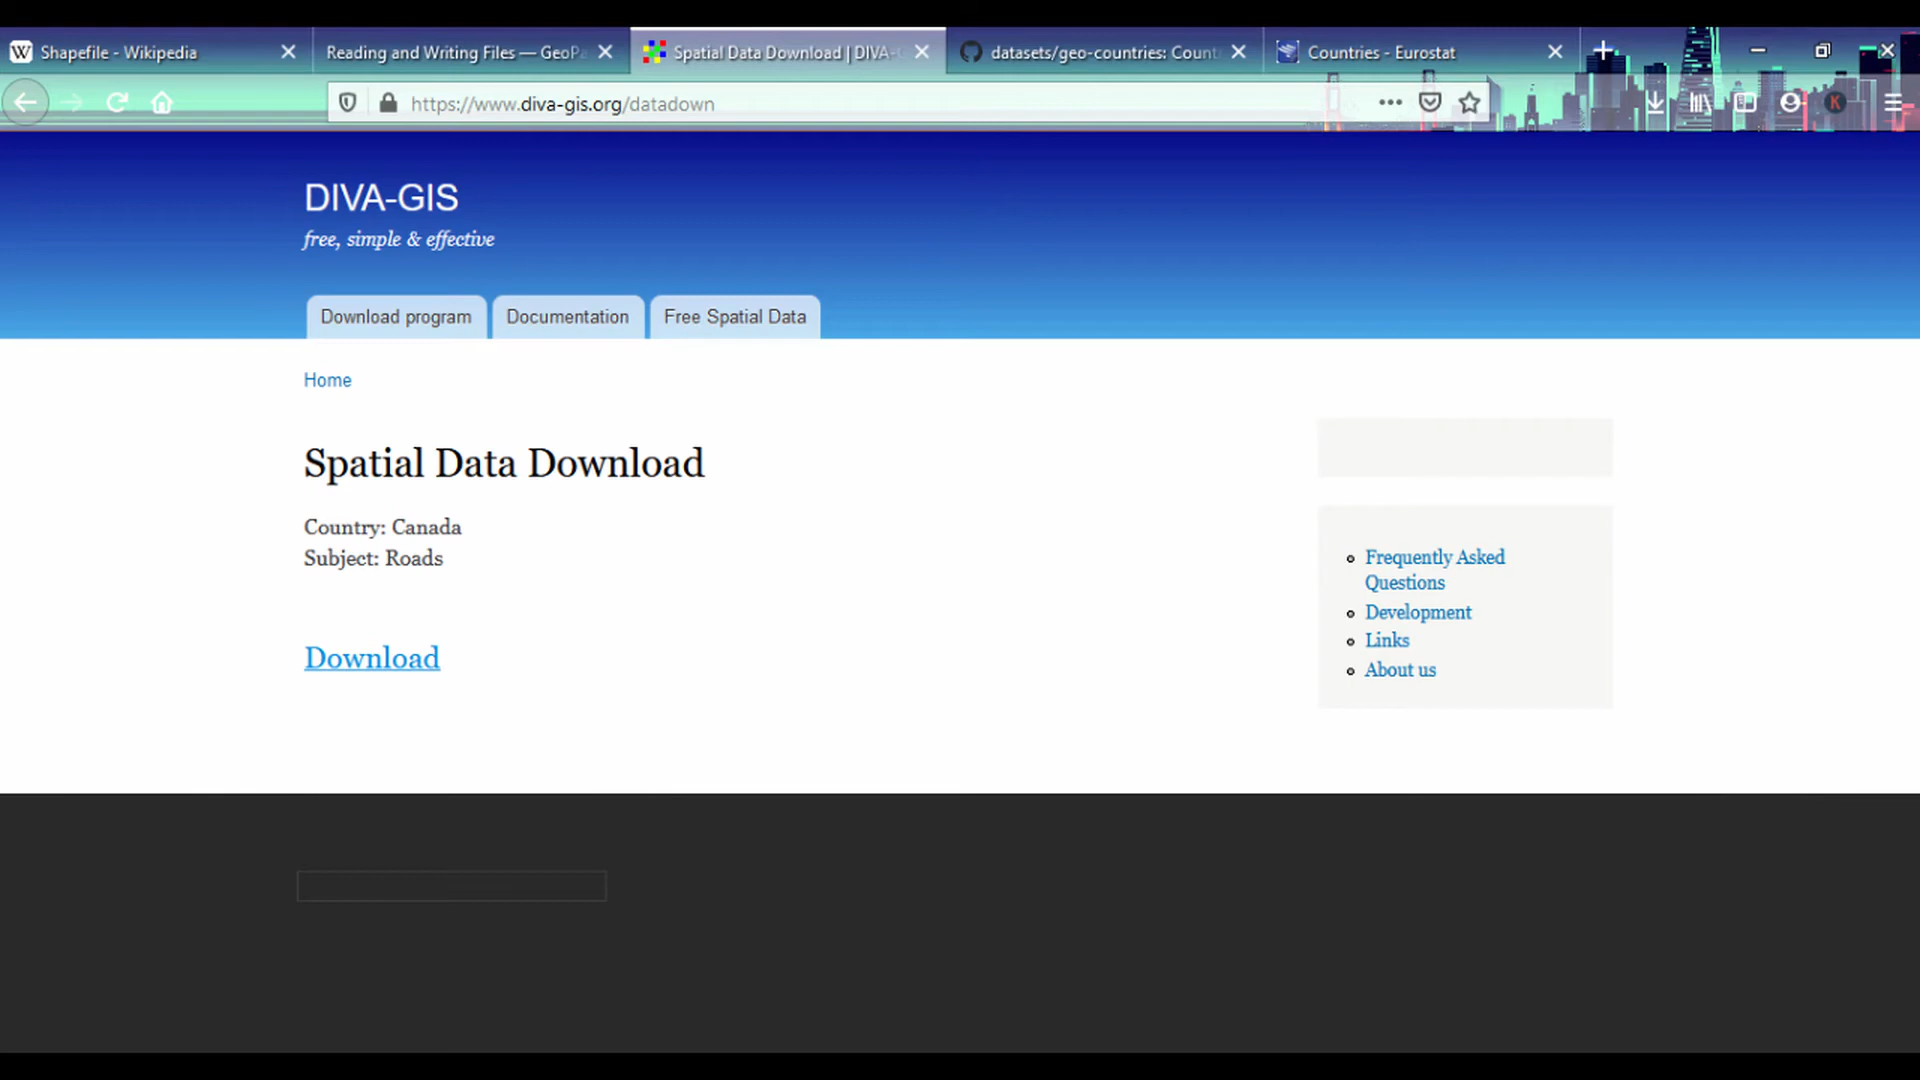 W Shapefile - Wikipedia
Reading and Writing Files — GeoPa
Spatial Data Download | DIVA-G
datasets/geo-countries: Count
Countries - Eurostat
https://www.diva-gis.org/datadown
K
DIVA-GIS
free, simple & effective
Download program
Documentation
Free Spatial Data
Home
Spatial Data Download
Country: Canada
Subject: Roads
Download
Frequently Asked
Questions
Development
Links
About us